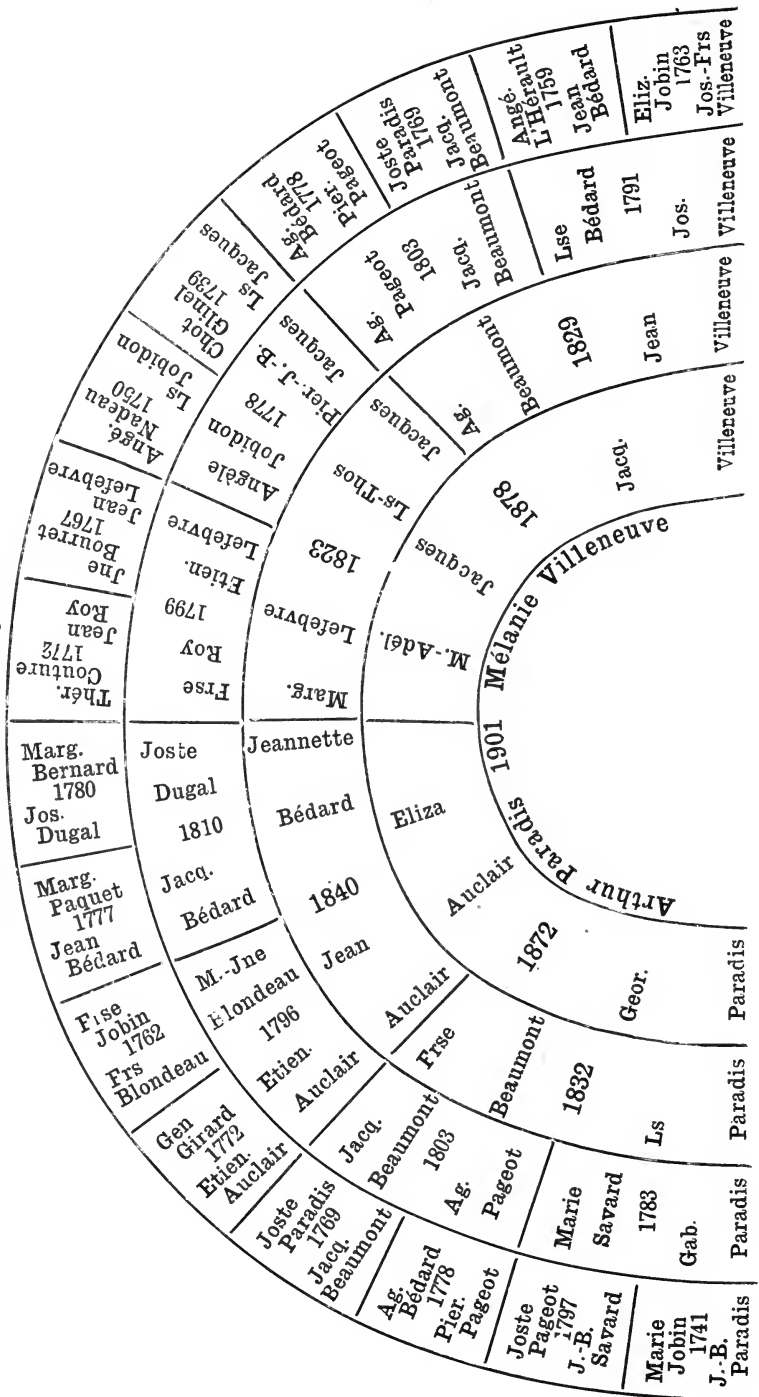 Eliz.
Jobin
1763
Jos.-Frs
Villeneuve
Angé.
L'Hérault
1759
Jean
Bédard
Joste
Paradis
1769
Jacq.
Beaumont
Ag.
Bédard
1778
Pier.
Pageot
Chot
Glinel
1739
Ls
Jacques
Angé.
Nadeau
1750
Ls
Jobidon
Jne
Bourret
1767
Jean
Lefebvre
Thér.
Couture
1772
Jean
Roy
Marg.
Bernard
1780
Jos.
Dugal
Marg.
Paquet
1777
Jean
Bédard
Frse
Jobin
1762
Frs
Blondeau
Gen
Girard
1772
Etien.
Auclair
Joste
Paradis
1769
Jacq.
Beaumont
Ag.
Bédard
1778
Pier.
Pageot
Joste
Pageot
1797
J.-B.
Savard
Marie
Jobin
1741
J.-B.
Paradis
Lse
Bédard
1791
Jos.
Villeneuve
Ag.
Pageot
1803
Jacq.
Beaumont
Angèle
Jobidon
1778
Pier.-J.-B.
Jacques
Frse
Roy
1799
Etien.
Lefebvre
Joste
Dugal
1810
Jacq.
Bédard
M.-Jne
Blondeau
1796
Etien.
Auclair
Jacq.
Beaumont
1803
Ag.
Pageot
Marie
Savard
1783
Gab.
Paradis
Ag.
Beaumont
1829
Jean
Villeneuve
Marg.
Lefebvre
1823
Ls-Thos
Jacques
Jeannette
Bédard
1840
Jean
Auclair
Frse
Beaumont
1832
Ls
Paradis
M.-Adél.
Jacques
1878
Jacq.
Villeneuve
Eliza
Auclair
1872
Geor.
Paradis
Arthur Paradis 1901 Mélanie Villeneuve